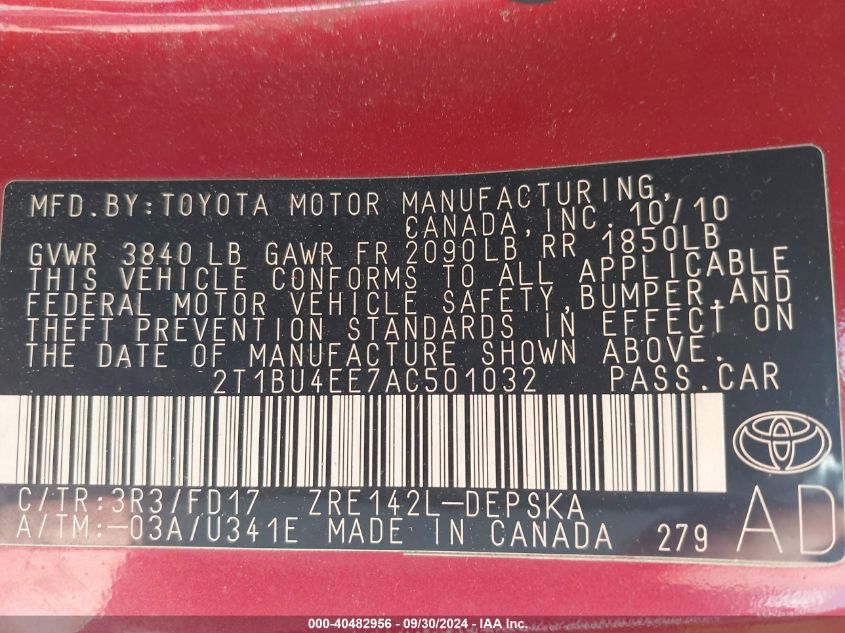 MFD.BY:TOYOTA MOTOR MANUFACTURING,
CANADA,INC. 10/10
GVWR 3840 LB GAWR FR 2090LB RR 1850LB
THIS VEHICLE CONFORMS TO ALL APPLICABLE
FEDERAL MOTOR VEHICLE SAFETY,BUMPER,AND
THEFT PREVENTION STANDARDS IN EFFECT ON
THE DATE OF MANUFACTURE SHOWN ABOVE.
2T1BU4EE7AC501032 PASS.CAR
C/TR:3R3/FD17 ZRE142L-DEPSKA
A/TM:-03A/U341E MADE IN CANADA 279 AD
000-40482956 - 09/30/2024 - IAA Inc.